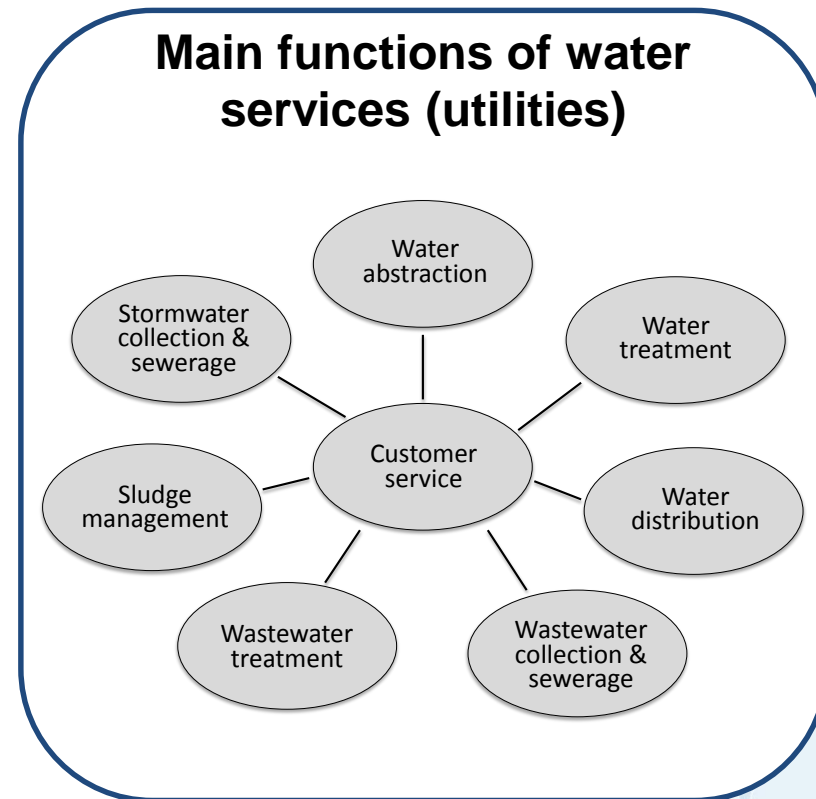 Main functions of water
services (utilities)
Water
abstraction
Water
treatment
Water
distribution
Wastewater
collection &
sewerage
Wastewater
treatment
Sludge
management
Stormwater
collection &
sewerage
Customer
service